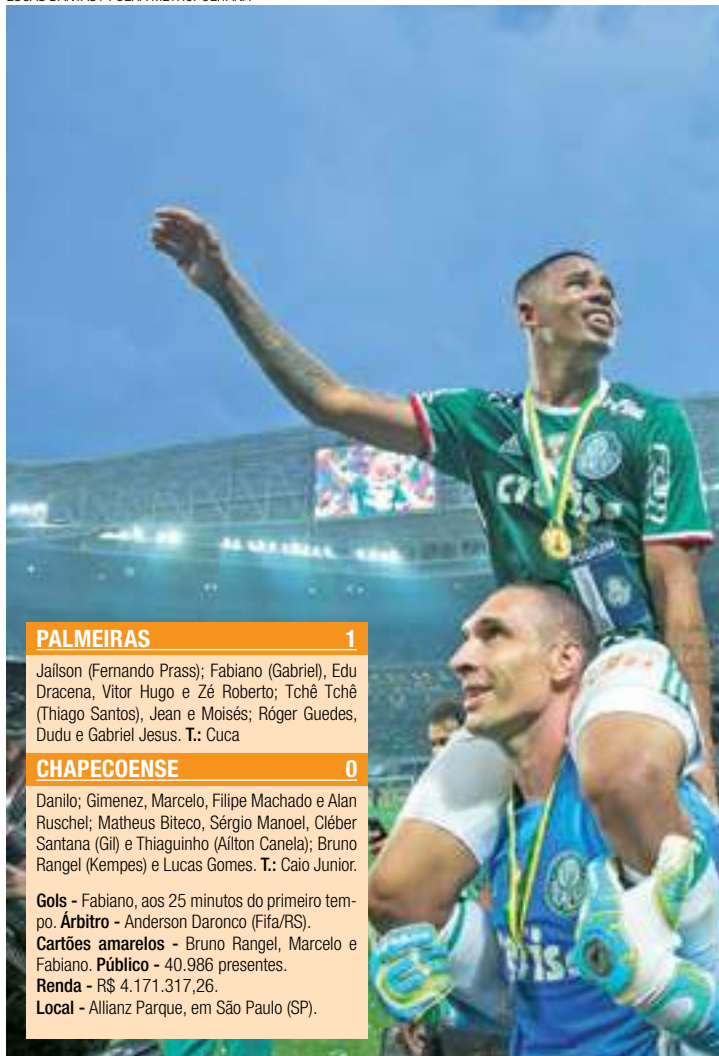 PALMEIRAS 1
Jaílson (Fernando Prass); Fabiano (Gabriel), Edu
Dracena, Vitor Hugo e Zé Roberto; Tchê Tchê
(Thiago Santos), Jean e Moisés; Róger Guedes,
Dudu e Gabriel Jesus. T.: Cuca
CHAPECOENSE 0
Danilo; Gimenez, Marcelo, Filipe Machado e Alan
Ruschel; Matheus Biteco, Sérgio Manoel, Cléber
Santana (Gil) e Thiaguinho (Aílton Canela); Bruno
Rangel (Kempes) e Lucas Gomes. T.: Caio Junior.
Gols - Fabiano, aos 25 minutos do primeiro tem-
po. Árbitro - Anderson Daronco (Fifa/RS).
Cartões amarelos - Bruno Rangel, Marcelo e
Fabiano. Público - 40.986 presentes.
Renda - R$ 4.171.317,26.
Local - Allianz Parque, em São Paulo (SP).